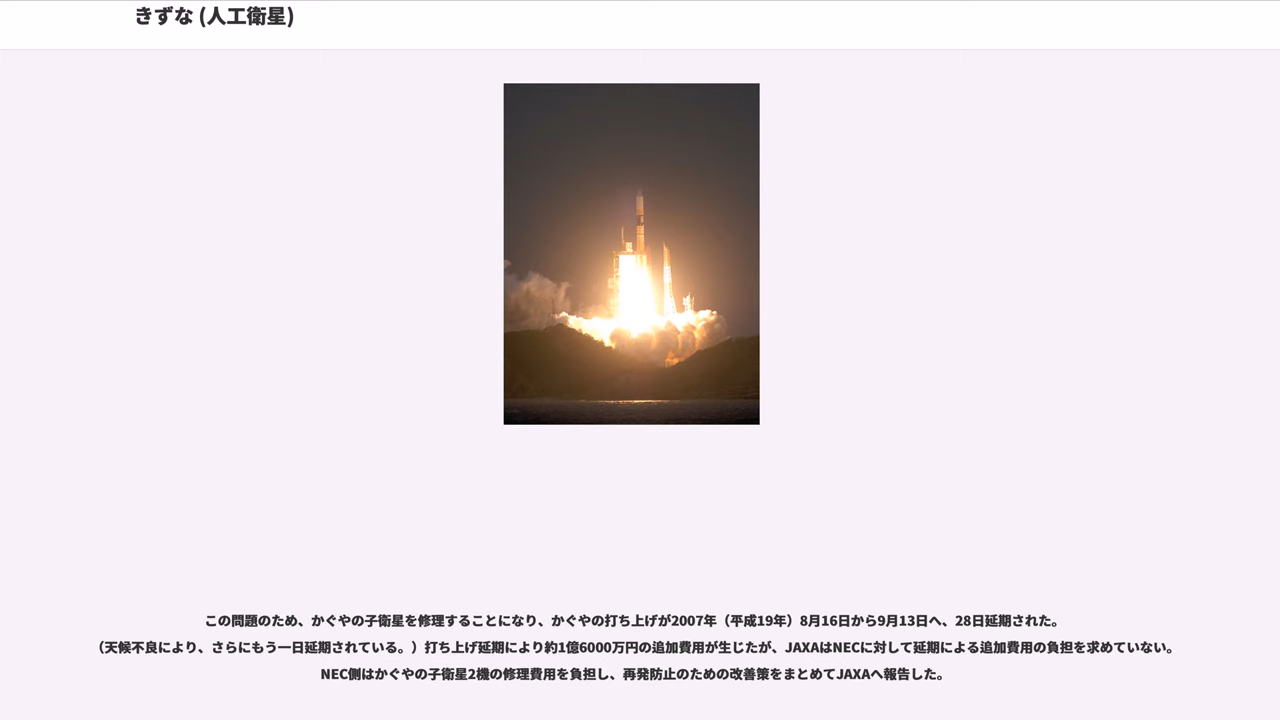 きずな (人工衛星)
この問題のため、かぐやの子衛星を修理することになり、かぐやの打ち上げが2007年（平成19年）8月16日から9月13日へ、28日延期された。
（天候不良により、さらにもう一日延期されている。）打ち上げ延期により約1億6000万円の追加費用が生じたが、JAXAはNECに対して延期による追加費用の負担を求めていない。
NEC側はかぐやの子衛星2機の修理費用を負担し、再発防止のための改善策をまとめてJAXAへ報告した。